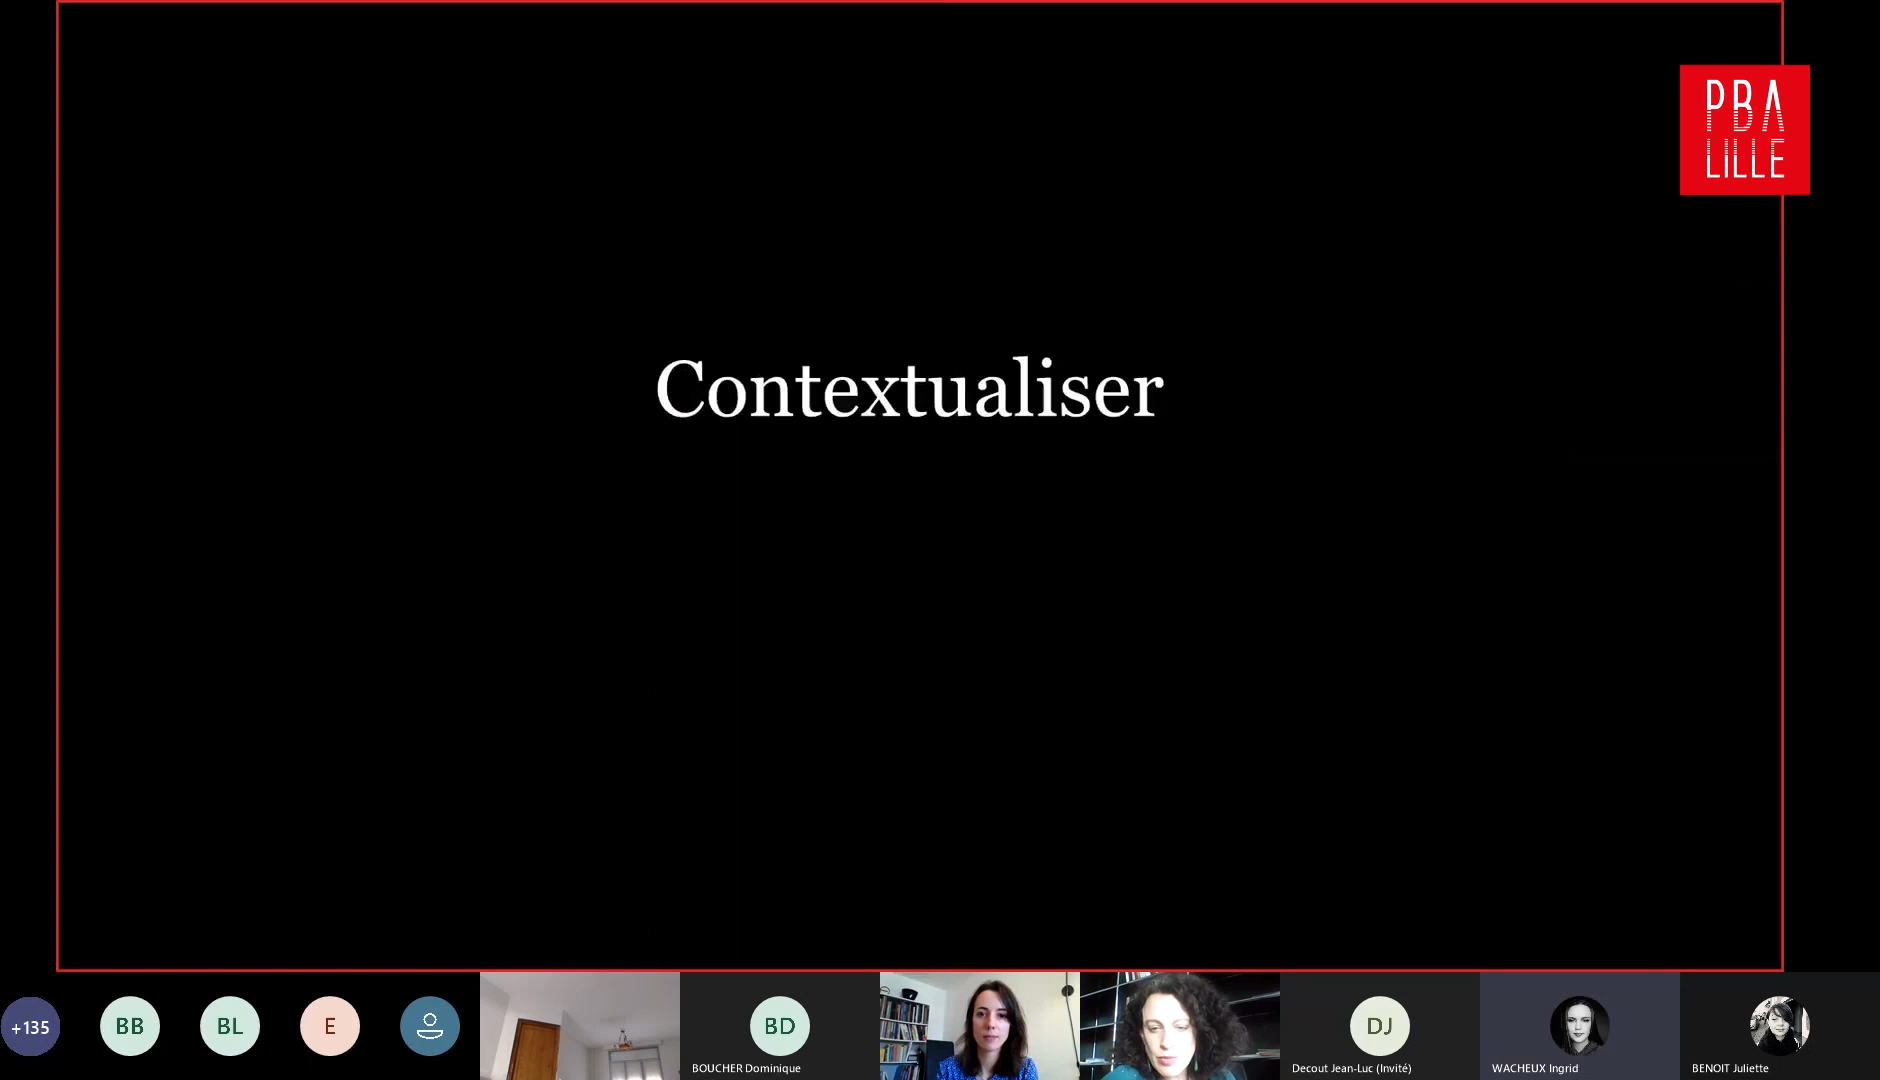 PBA
LILLE
Contextualiser
+135
BB
BL
E
BD
BOUCHER Dominique
DJ
Decout Jean-Luc (Invité)
WACHEUX Ingrid
BENOIT Juliette